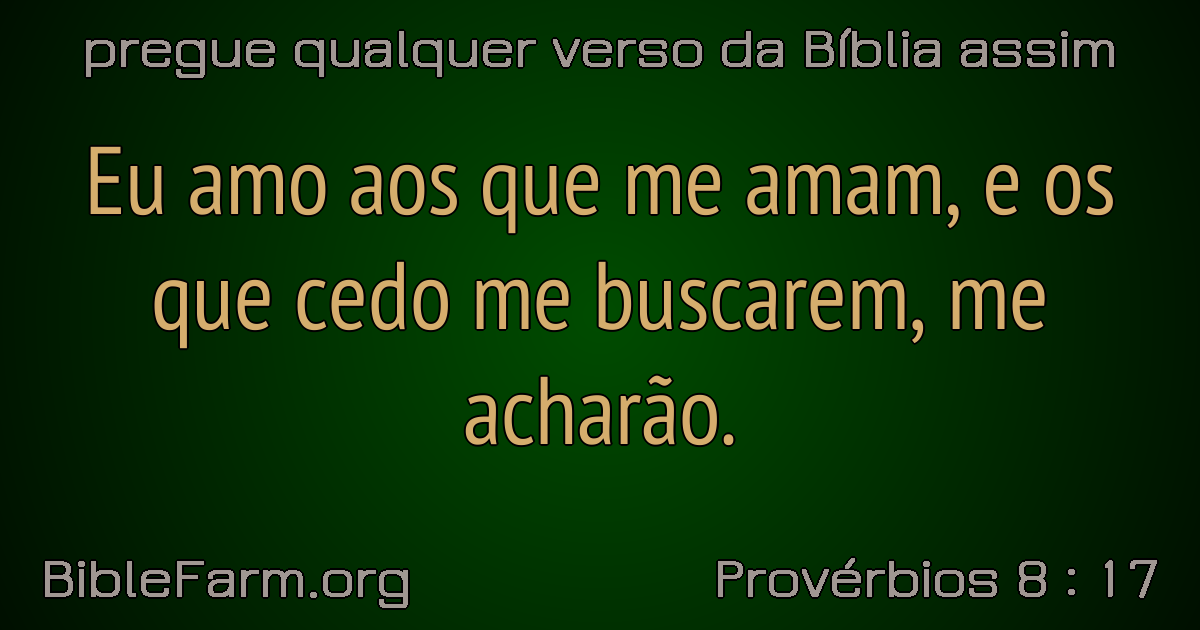 pregue qualquer verso da Bíblia assim
Eu amo aos que me amam, e os
que cedo me buscarem, me
acharão.
BibleFarm.org
Provérbios 8 : 17